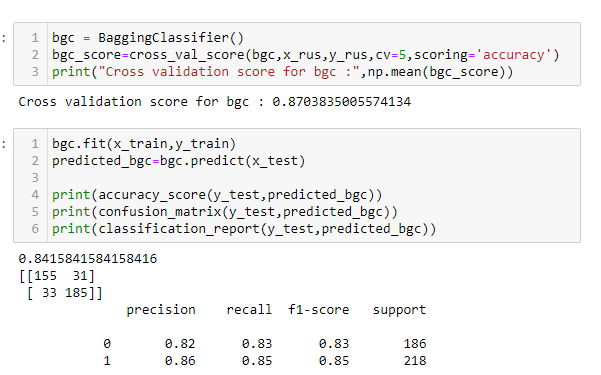 :
1 bgc = BaggingClassifier()
2 bgc_score=cross_val_score(bgc,x_rus,y_rus,cv=5,scoring='accuracy')
3 print("Cross validation score for bgc :",np.mean(bgc_score))
Cross validation score for bgc : 0.8703835005574134
:
1 bgc.fit(x_train,y_train)
2 predicted_bgc=bgc.predict(x_test)
3
4 print(accuracy_score(y_test,predicted_bgc))
5 print(confusion_matrix(y_test,predicted_bgc))
6 print(classification_report(y_test,predicted_bgc))
0.8415841584158416
[[155  31]
 [ 33 185]]
precision recall f1-score support
0 0.82 0.83 0.83 186
1 0.86 0.85 0.85 218